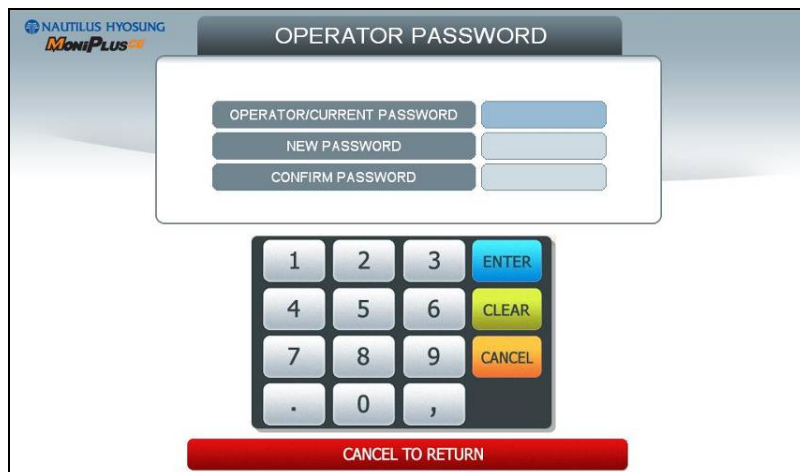 NAUTILUS HYOSUNG
MoniPlusCE
OPERATOR PASSWORD
OPERATOR/CURRENT PASSWORD
NEW PASSWORD
CONFIRM PASSWORD
1 2 3 ENTER
4 5 6 CLEAR
7 8 9 CANCEL
. 0 ,
CANCEL TO RETURN